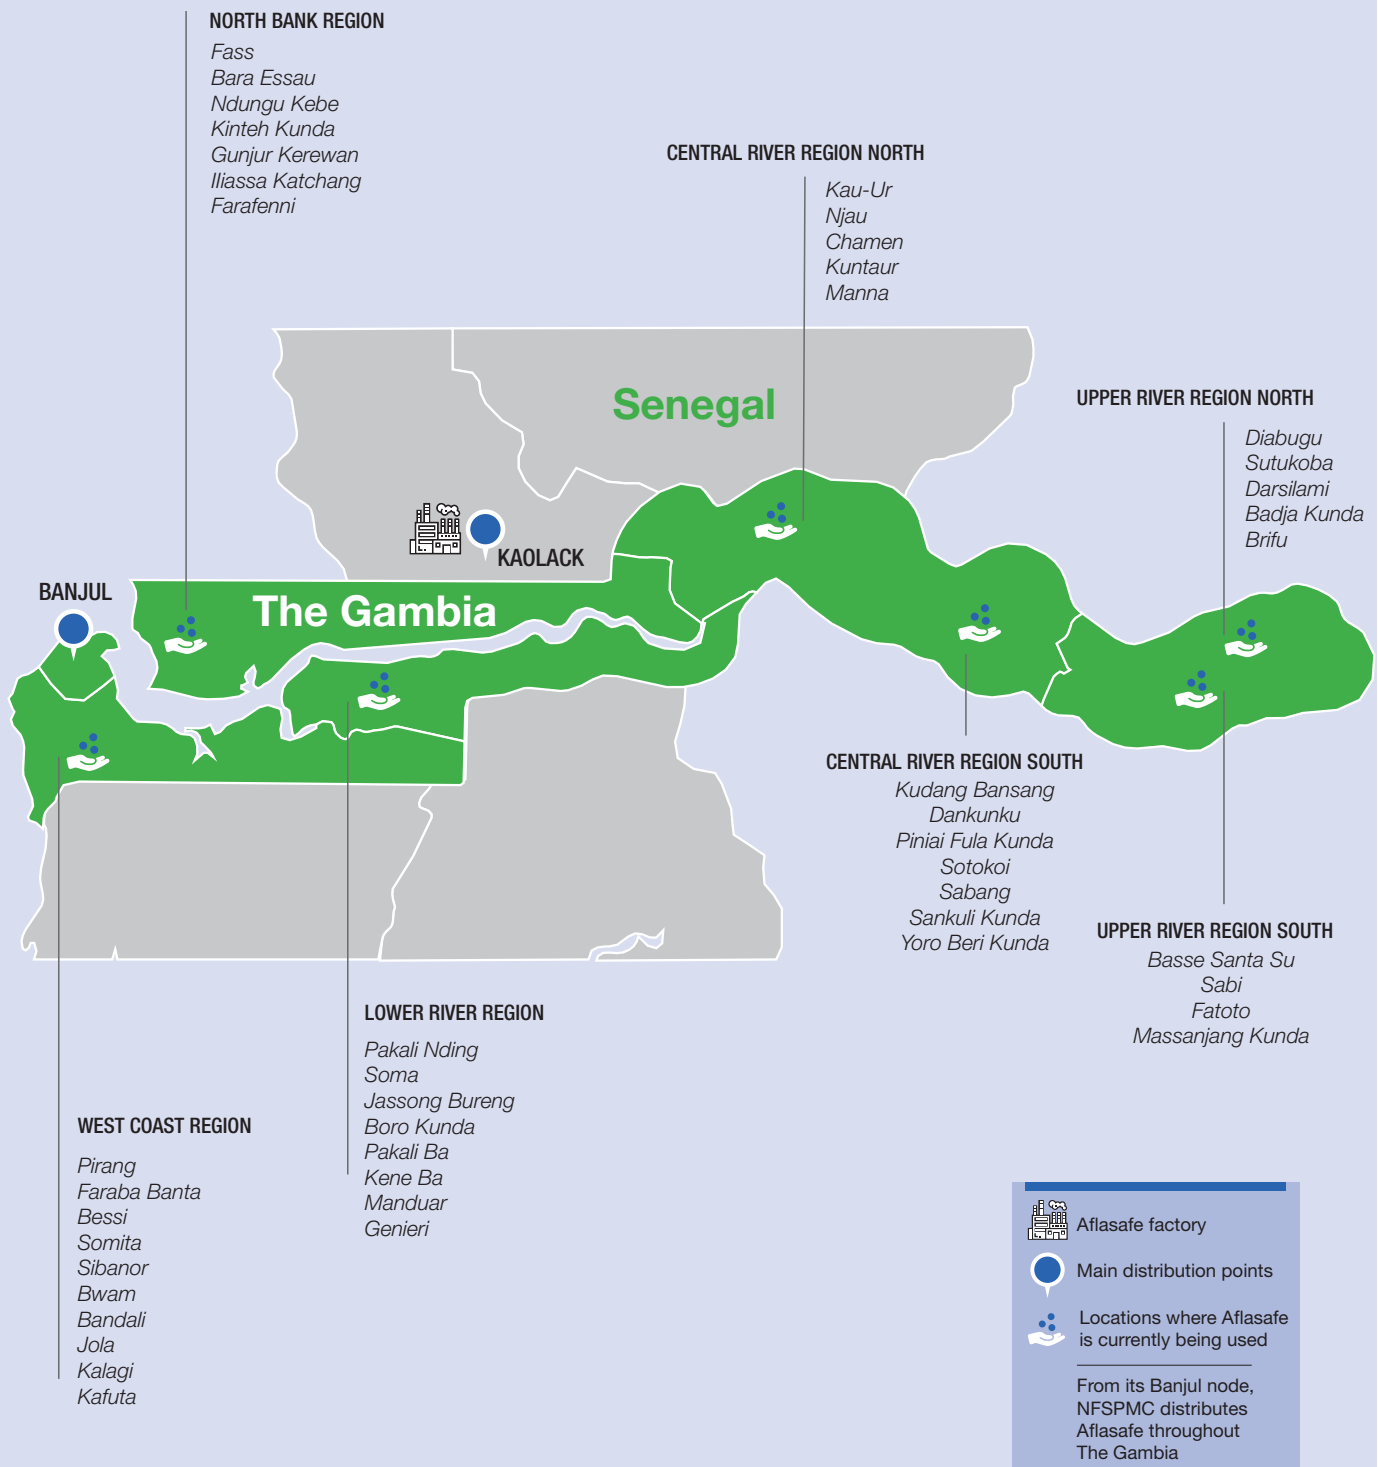 NORTH BANK REGION
Fass
Bara Essau
Ndungu Kebe
Kinteh Kunda
Gunjur Kerewan
Iliassa Katchang
Farafenni
CENTRAL RIVER REGION NORTH
Kau-Ur
Njau
Chamen
Kuntaur
Manna
Senegal
UPPER RIVER REGION NORTH
Diabugu
Sutukoba
Darsilami
Badja Kunda
Brifu
KAOLACK
BANJUL
The Gambia
CENTRAL RIVER REGION SOUTH
Kudang Bansang
Dankunku
Piniai Fula Kunda
Sotokoi
Sabang
Sankuli Kunda
Yoro Beri Kunda
UPPER RIVER REGION SOUTH
Basse Santa Su
Sabi
Fatoto
Massanjang Kunda
LOWER RIVER REGION
Pakali Nding
Soma
Jassong Bureng
Boro Kunda
Pakali Ba
Kene Ba
Manduar
Genieri
WEST COAST REGION
Pirang
Faraba Banta
Bessi
Somita
Sibanor
Bwam
Bandali
Jola
Kalagi
Kafuta
Aflasafe factory
Main distribution points
Locations where Aflasafe
is currently being used
From its Banjul node,
NFSPMC distributes
Aflasafe throughout
The Gambia